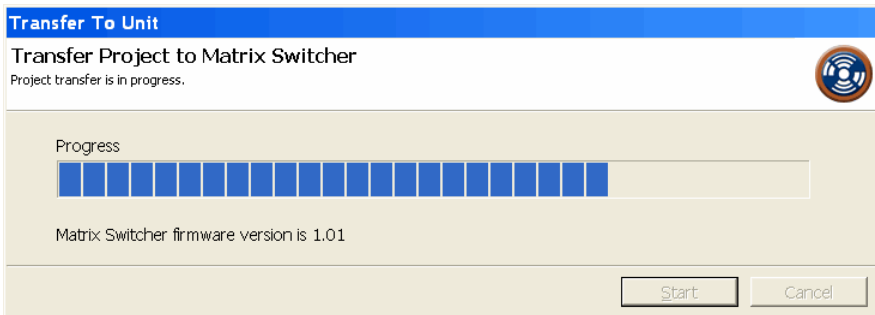 Transfer To Unit
Transfer Project to Matrix Switcher
Project transfer is in progress.
Progress
Matrix Switcher firmware version is 1.01
Start Cancel